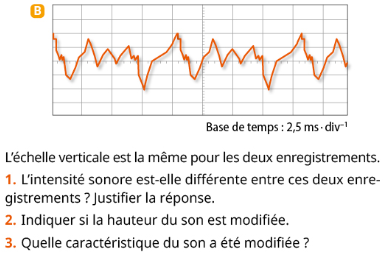 B
Base de temps : 2,5 ms·div⁻¹
L'échelle verticale est la même pour les deux enregistrements.
1. L'intensité sonore est-elle différente entre ces deux enre-
gistrements ? Justifier la réponse.
2. Indiquer si la hauteur du son est modifiée.
3. Quelle caractéristique du son a été modifiée ?